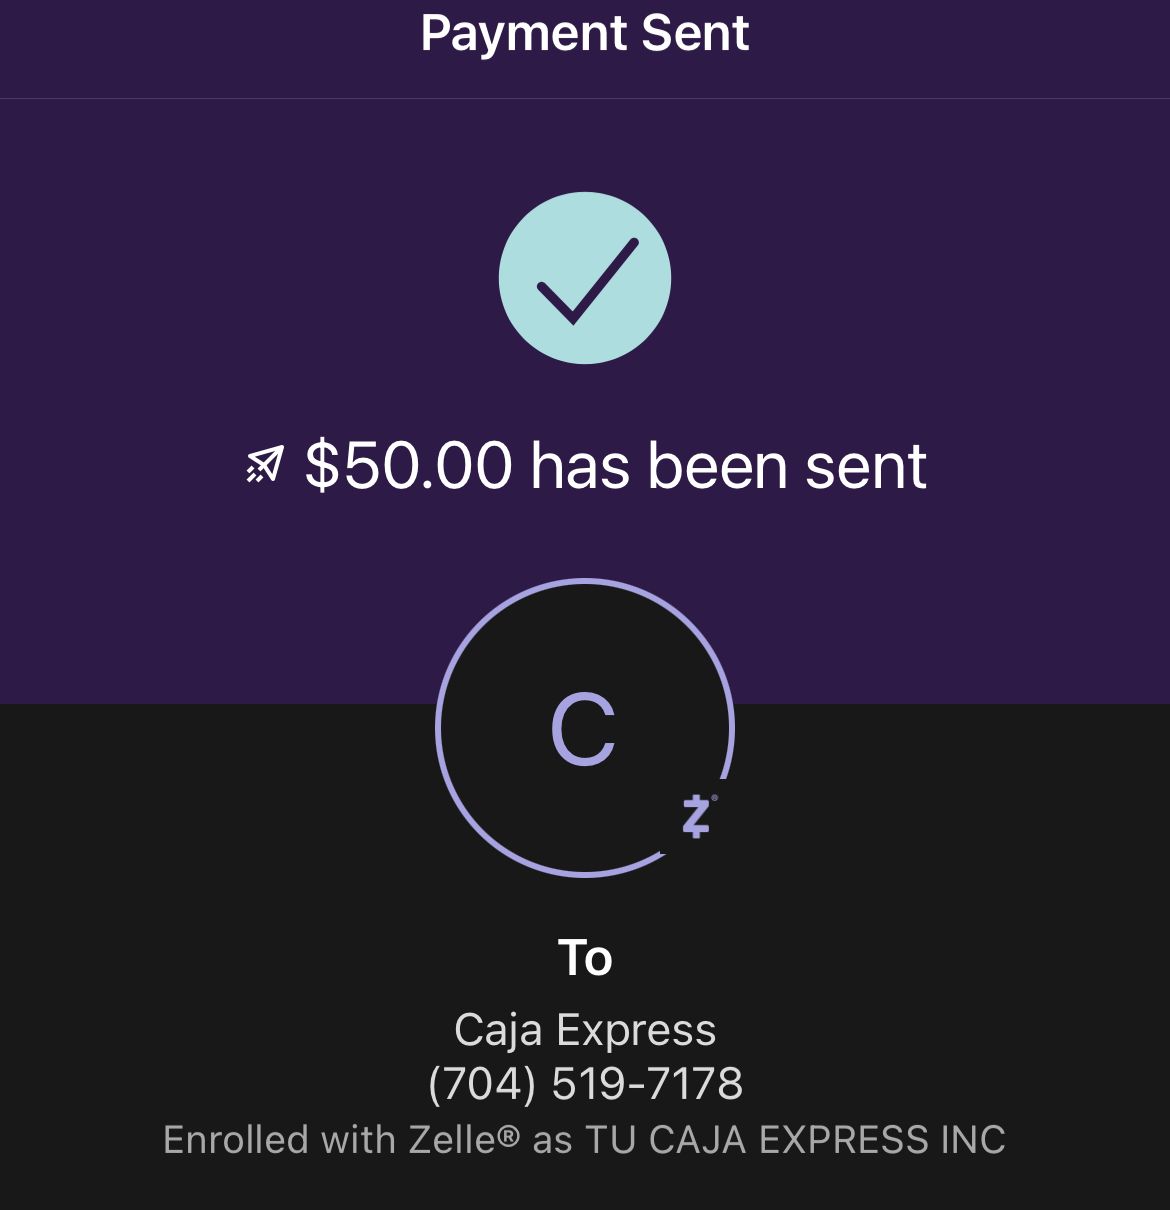 Payment Sent
$50.00 has been sent
C
To
Caja Express
(704) 519-7178
Enrolled with Zelle® as TU CAJA EXPRESS INC